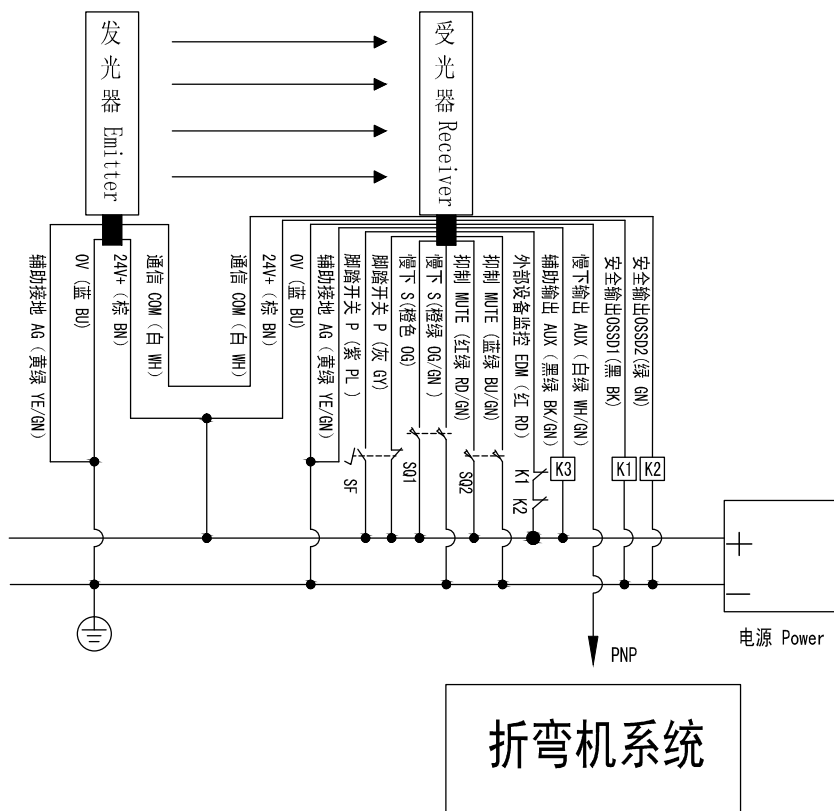 发光器 Emitter
受光器 Receiver
辅助接地 AG（黄绿 YE/GN）
0V（蓝 BU）
24V+（棕 BN）
通信 COM（白 WH）
通信 COM（白 WH）
24V+（棕 BN）
0V（蓝 BU）
辅助接地 AG（黄绿 YE/GN）
脚踏开关 P（紫 PL）
脚踏开关 P（灰 GY）
慢下 S(橙色 OG)
慢下 S(橙绿 OG/GN)
抑制 MUTE（红绿 RD/GN)
抑制 MUTE（蓝绿 BU/GN)
外部设备监控 EDM（红 RD）
辅助输出 AUX（黑绿 BK/GN）
慢下输出 AUX（白绿 WH/GN）
安全输出OSSD1(黑 BK)
安全输出OSSD2(绿 GN)
SF
SQ1
SQ2
K1
K2
K3
K1
K2
电源 Power
PNP
折弯机系统